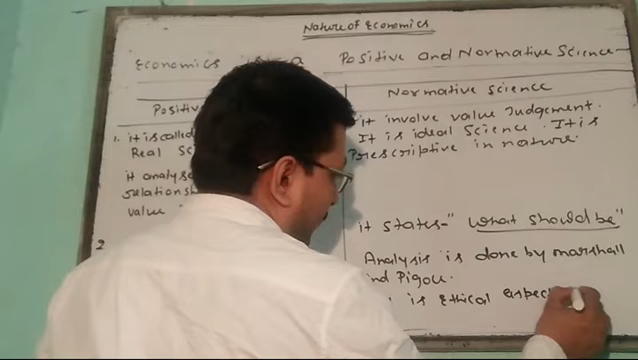 Nature of Economics
Economics is a Positive and Normative Science
Positive
Normative Science
1. it is called
Real Sc
it analyse
relationsh
value
2
it involve value Judgement.
It is ideal Science. It is
Prescriptive in nature.
it states-" what should be"
Analysis is done by marshall
and Pigou.
is Ethical aspec